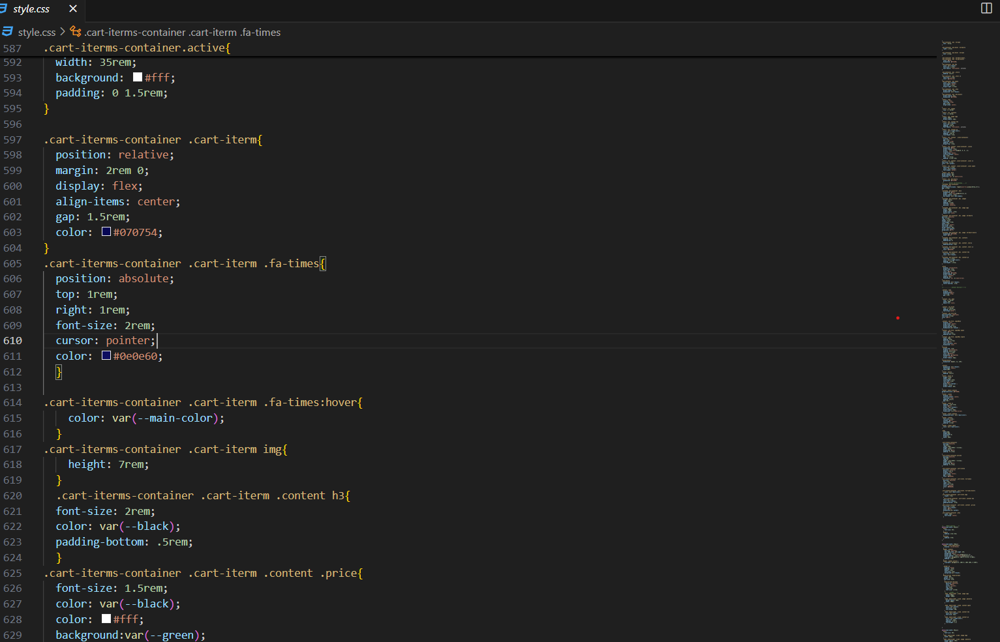 style.css
style.css > .cart-iterms-container .cart-iterm .fa-times
587 .cart-iterms-container.active{
592 width: 35rem;
593 background: #fff;
594 padding: 0 1.5rem;
595 }
596
597 .cart-iterms-container .cart-iterm{
598 position: relative;
599 margin: 2rem 0;
600 display: flex;
601 align-items: center;
602 gap: 1.5rem;
603 color: #070754;
604 }
605 .cart-iterms-container .cart-iterm .fa-times{
606 position: absolute;
607 top: 1rem;
608 right: 1rem;
609 font-size: 2rem;
610 cursor: pointer;
611 color: #0e0e60;
612 }
613
614 .cart-iterms-container .cart-iterm .fa-times:hover{
615 color: var(--main-color);
616 }
617 .cart-iterms-container .cart-iterm img{
618 height: 7rem;
619 }
620 .cart-iterms-container .cart-iterm .content h3{
621 font-size: 2rem;
622 color: var(--black);
623 padding-bottom: .5rem;
624 }
625 .cart-iterms-container .cart-iterm .content .price{
626 font-size: 1.5rem;
627 color: var(--black);
628 color: #fff;
629 background:var(--green);